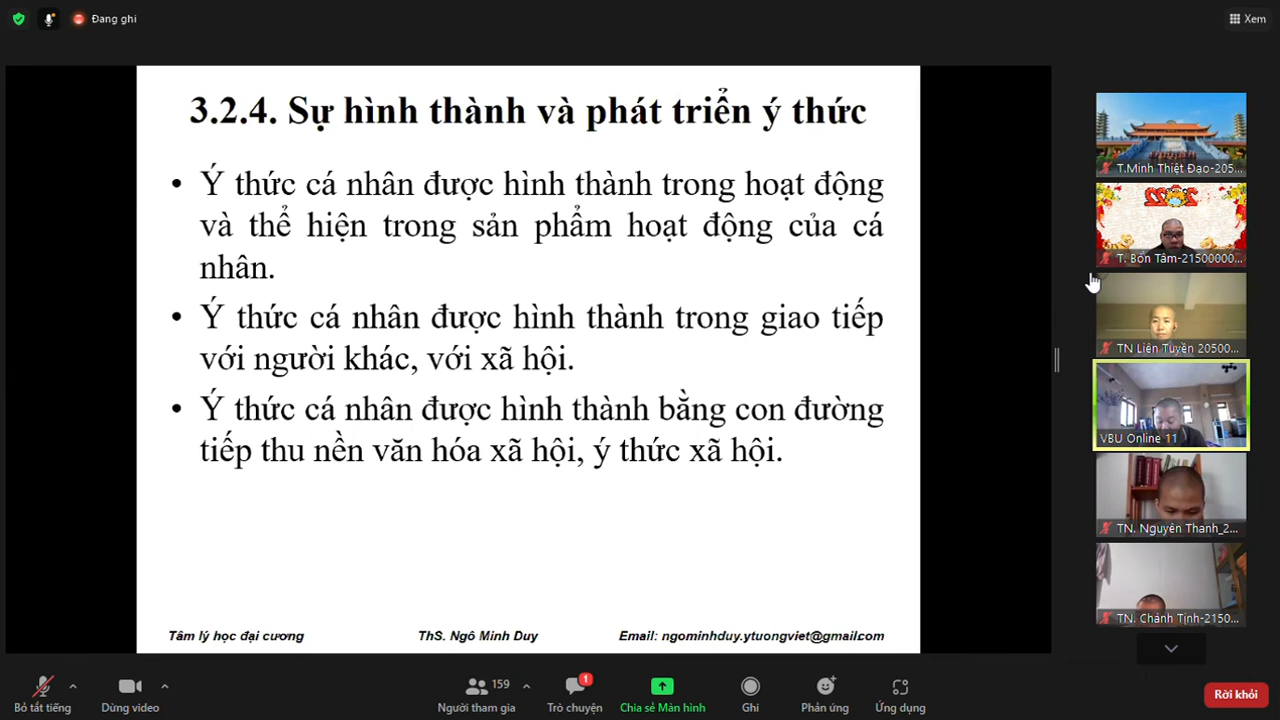 Đang ghi
Xem
3.2.4. Sự hình thành và phát triển ý thức
• Ý thức cá nhân được hình thành trong hoạt động
và thể hiện trong sản phẩm hoạt động của cá
nhân.
• Ý thức cá nhân được hình thành trong giao tiếp
với người khác, với xã hội.
• Ý thức cá nhân được hình thành bằng con đường
tiếp thu nền văn hóa xã hội, ý thức xã hội.
Tâm lý học đại cương ThS. Ngô Minh Duy Email: ngominhduy.ytuongviet@gmail.com
T.Minh Thiệt Đạo-205...
2022
T. Bổn Tâm-21500000...
TN Liên Tuyền 20500...
VBU Online 11
TN. Nguyên Thanh_2...
TN. Chánh Tịnh-2150...
Bỏ tắt tiếng
Dừng video
159
Người tham gia
1
Trò chuyện
Chia sẻ Màn hình
Ghi
Phản ứng
Ứng dụng
Rời khỏi